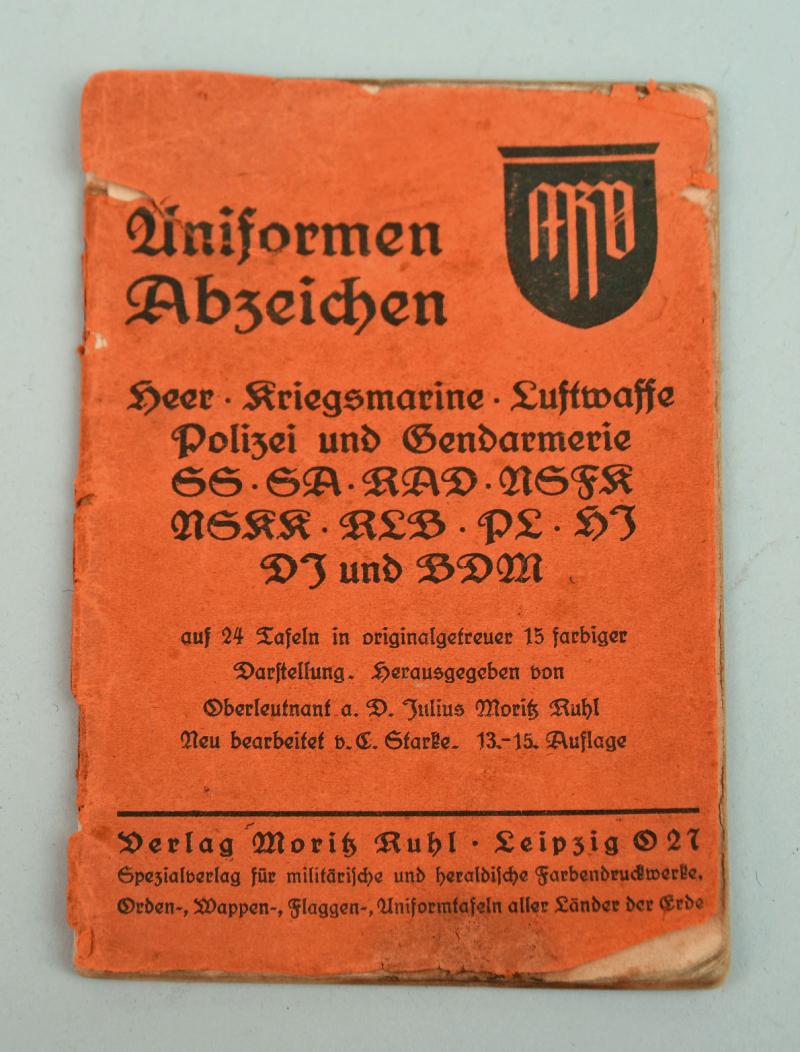 MRV
Uniformen
Abzeichen
Heer · Kriegsmarine · Luftwaffe
Polizei und Gendarmerie
SS · SA · RAD · NSFK
NSKK · RLB · PL · HJ
DJ und BDM
auf 24 Tafeln in originalgetreuer 15 farbiger
Darstellung. Herausgegeben von
Oberleutnant a. D. Julius Moritz Ruhl
Neu bearbeitet v. C. Starke. 13.-15. Auflage
Verlag Moritz Ruhl · Leipzig O 27
Spezialverlag für militärische und heraldische Farbendruckwerke,
Orden-, Wappen-, Flaggen-, Uniformtafeln aller Länder der Erde